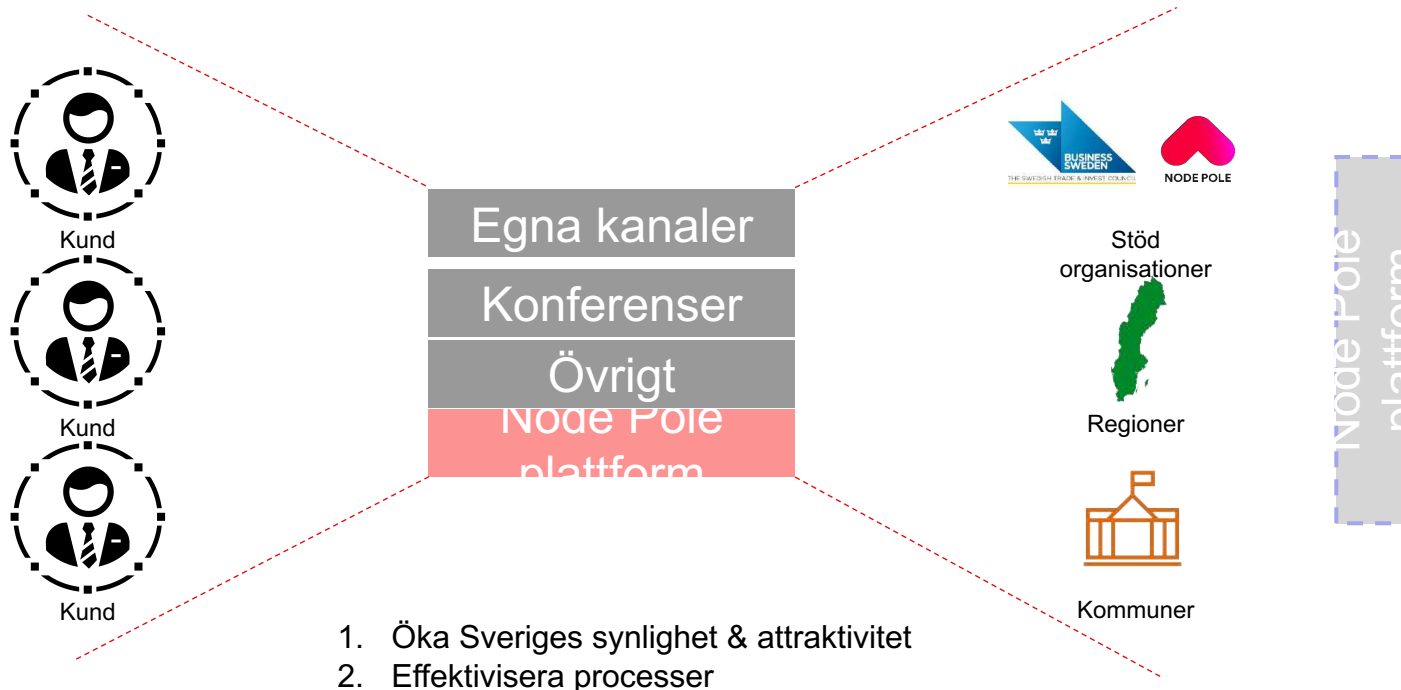 Kund
Kund
Kund
Egna kanaler
Konferenser
Övrigt
Node Pole
plattform
BUSINESS
SWEDEN
THE SWEDISH TRADE & INVEST COUNCIL
NODE POLE
Stöd
organisationer
Regioner
Kommuner
Node Pole
plattform
1. Öka Sveriges synlighet & attraktivitet
2. Effektivisera processer